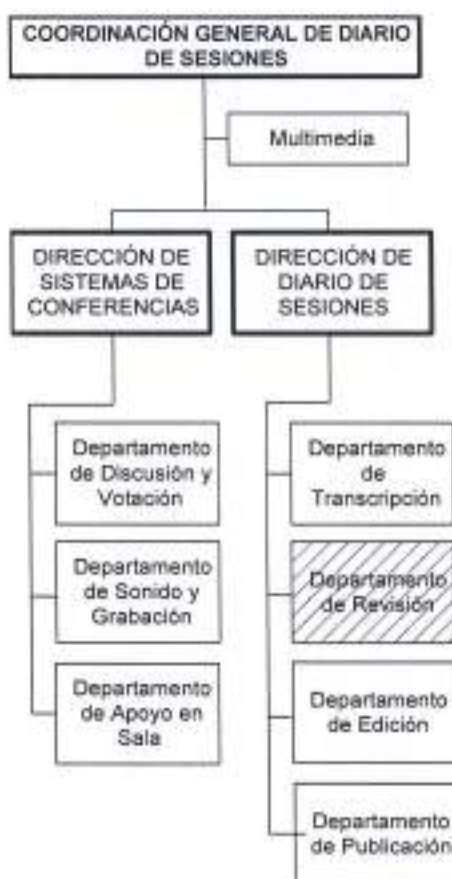 COORDINACIÓN GENERAL DE DIARIO
DE SESIONES
Multimedia
DIRECCIÓN DE
SISTEMAS DE
CONFERENCIAS
DIRECCIÓN DE
DIARIO DE
SESIONES
Departamento
de Discusión y
Votación
Departamento
de Sonido y
Grabación
Departamento
de Apoyo en
Sala
Departamento
de
Transcripción
Departamento
de Revisión
Departamento
de Edición
Departamento
de Publicación